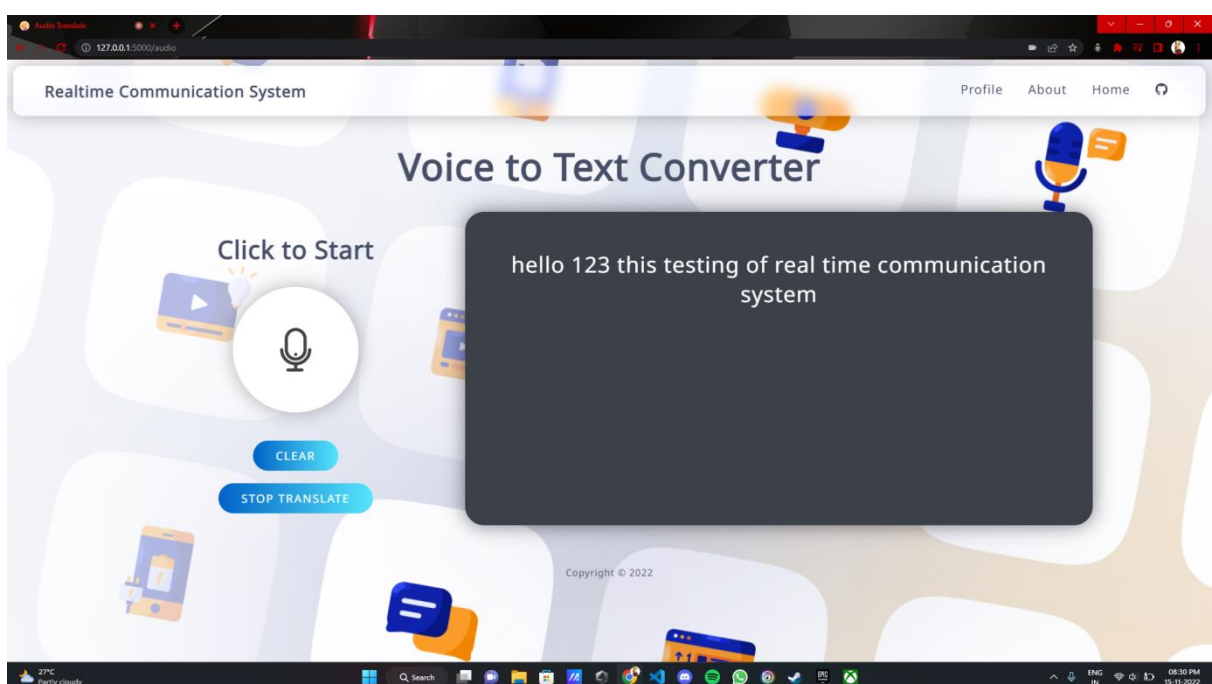 Audio Translate
127.0.0.1:5000/audio
Realtime Communication System
Profile About Home
Voice to Text Converter
Click to Start
hello 123 this testing of real time communication
system
CLEAR
STOP TRANSLATE
Copyright © 2022
27°C
Partly cloudy
Search
ENG
IN
08:30 PM
15-11-2022